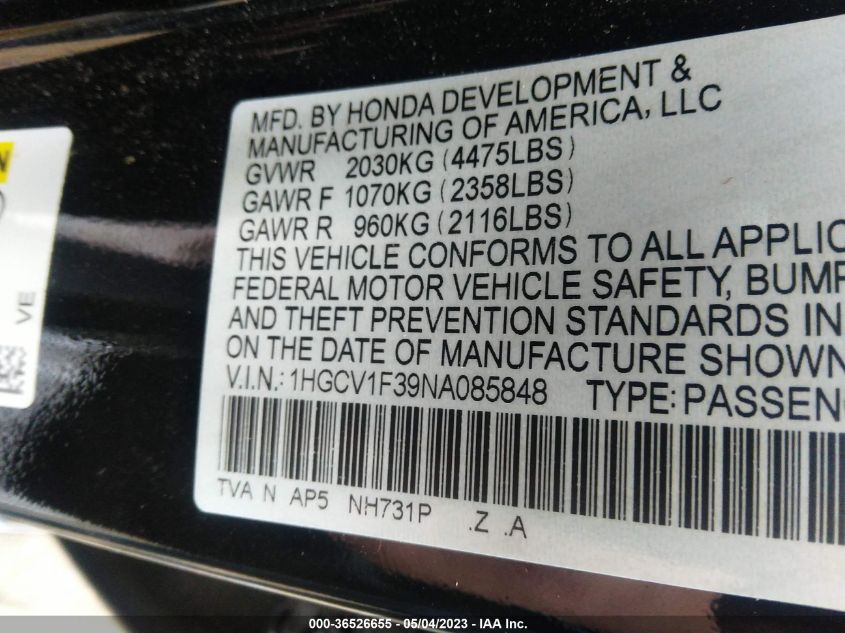 MFD. BY HONDA DEVELOPMENT &
MANUFACTURING OF AMERICA, LLC
GVWR 2030KG (4475LBS)
GAWR F 1070KG (2358LBS)
GAWR R 960KG (2116LBS)
THIS VEHICLE CONFORMS TO ALL APPLIC
FEDERAL MOTOR VEHICLE SAFETY, BUMP
AND THEFT PREVENTION STANDARDS IN
ON THE DATE OF MANUFACTURE SHOWN
V.I.N.: 1HGCV1F39NA085848 TYPE: PASSEN
TVA N AP5 NH731P .Z .A
N
VE
000-36526655 - 05/04/2023 - IAA Inc.